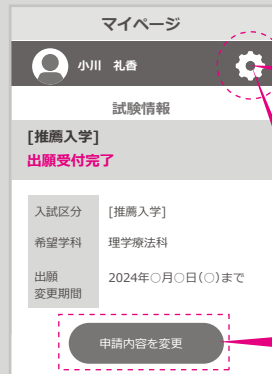 マイページ
小川 礼香
試験情報
[推薦入学]
出願受付完了
入試区分 [推薦入学]
希望学科 理学療法科
出願
変更期間 2024年○月○日(○)まで
申請内容を変更